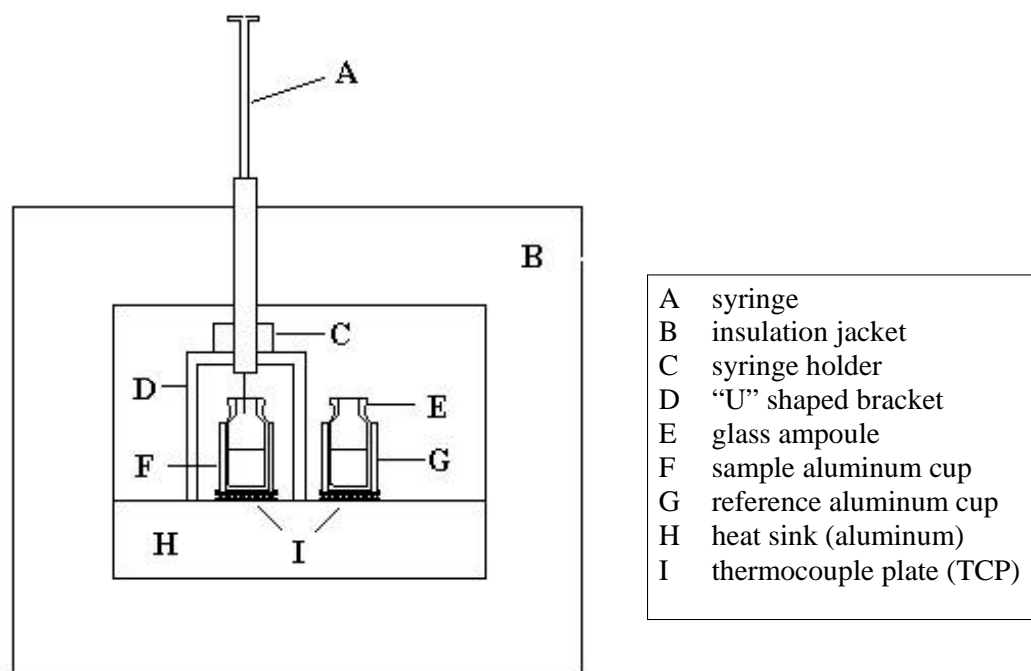 A
B
C
D
E
F
G
H
I
A syringe
B insulation jacket
C syringe holder
D “U” shaped bracket
E glass ampoule
F sample aluminum cup
G reference aluminum cup
H heat sink (aluminum)
I thermocouple plate (TCP)